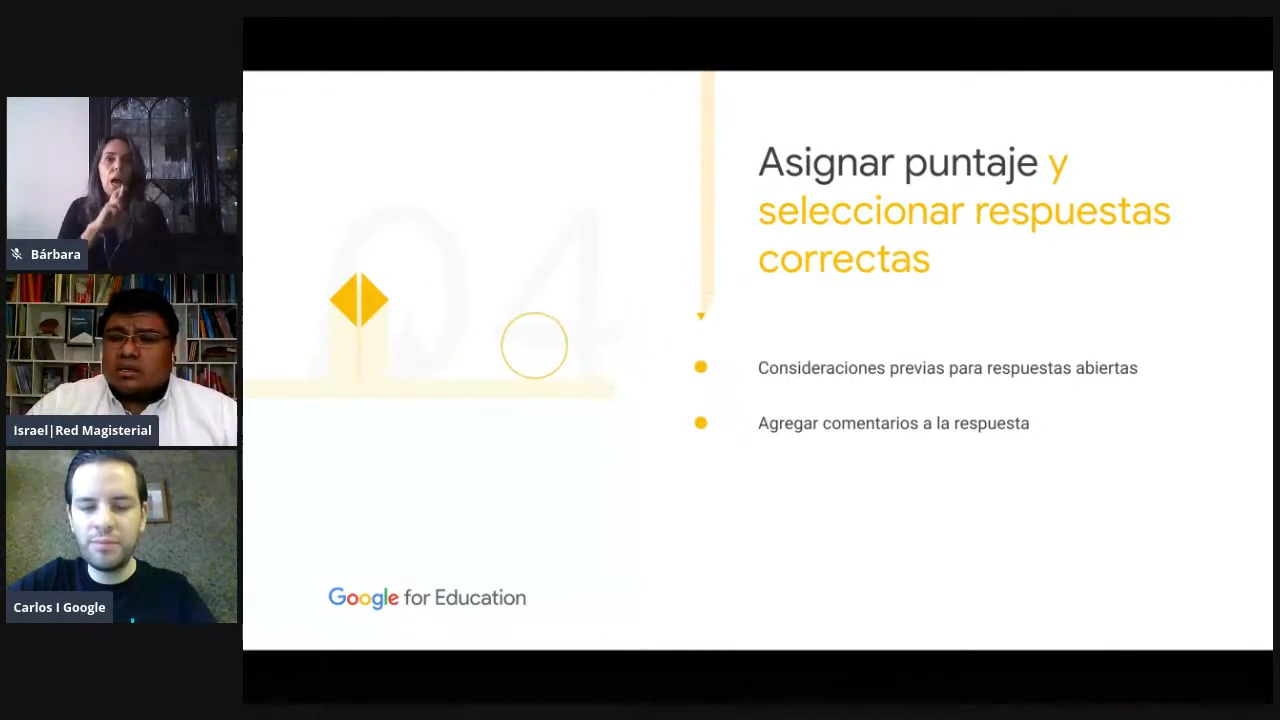 Bárbara
Israel|Red Magisterial
Carlos I Google
04
Asignar puntaje y
seleccionar respuestas
correctas
Consideraciones previas para respuestas abiertas
Agregar comentarios a la respuesta
Google for Education